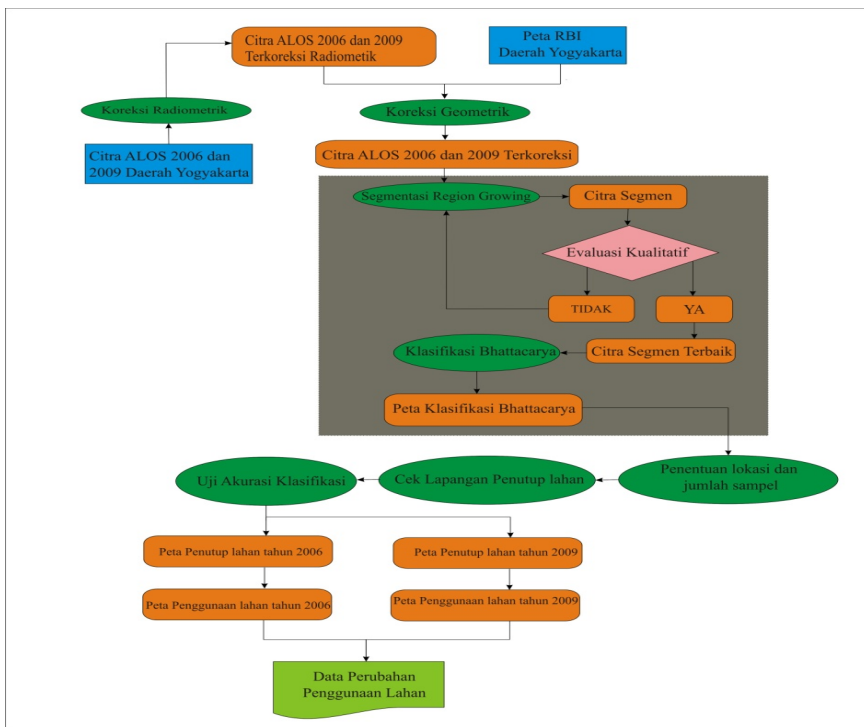 Citra ALOS 2006 dan 2009
Terkoreksi Radiometik
Peta RBI
Daerah Yogyakarta
Koreksi Radiometrik
Koreksi Geometrik
Citra ALOS 2006 dan
2009 Daerah Yogyakarta
Citra ALOS 2006 dan 2009 Terkoreksi
Segmentasi Region Growing
Citra Segmen
Evaluasi Kualitatif
TIDAK
YA
Citra Segmen Terbaik
Klasifikasi Bhattacarya
Peta Klasifikasi Bhattacarya
Penentuan lokasi dan
jumlah sampel
Cek Lapangan Penutup lahan
Uji Akurasi Klasifikasi
Peta Penutup lahan tahun 2006
Peta Penutup lahan tahun 2009
Peta Penggunaan lahan tahun 2006
Peta Penggunaan lahan tahun 2009
Data Perubahan
Penggunaan Lahan